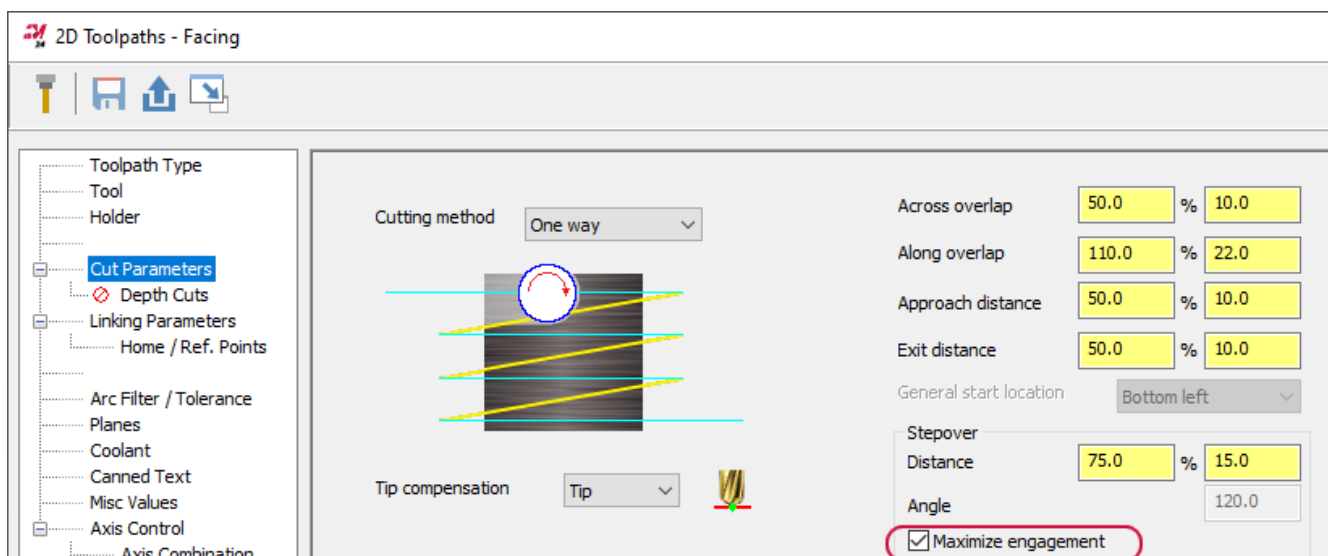 2D Toolpaths - Facing
Toolpath Type
Tool
Holder
Cut Parameters
Depth Cuts
Linking Parameters
Home / Ref. Points
Arc Filter / Tolerance
Planes
Coolant
Canned Text
Misc Values
Axis Control
Axis Combination
Cutting method One way
Tip compensation Tip
Across overlap 50.0 % 10.0
Along overlap 110.0 % 22.0
Approach distance 50.0 % 10.0
Exit distance 50.0 % 10.0
General start location Bottom left
Stepover
Distance 75.0 % 15.0
Angle 120.0
Maximize engagement